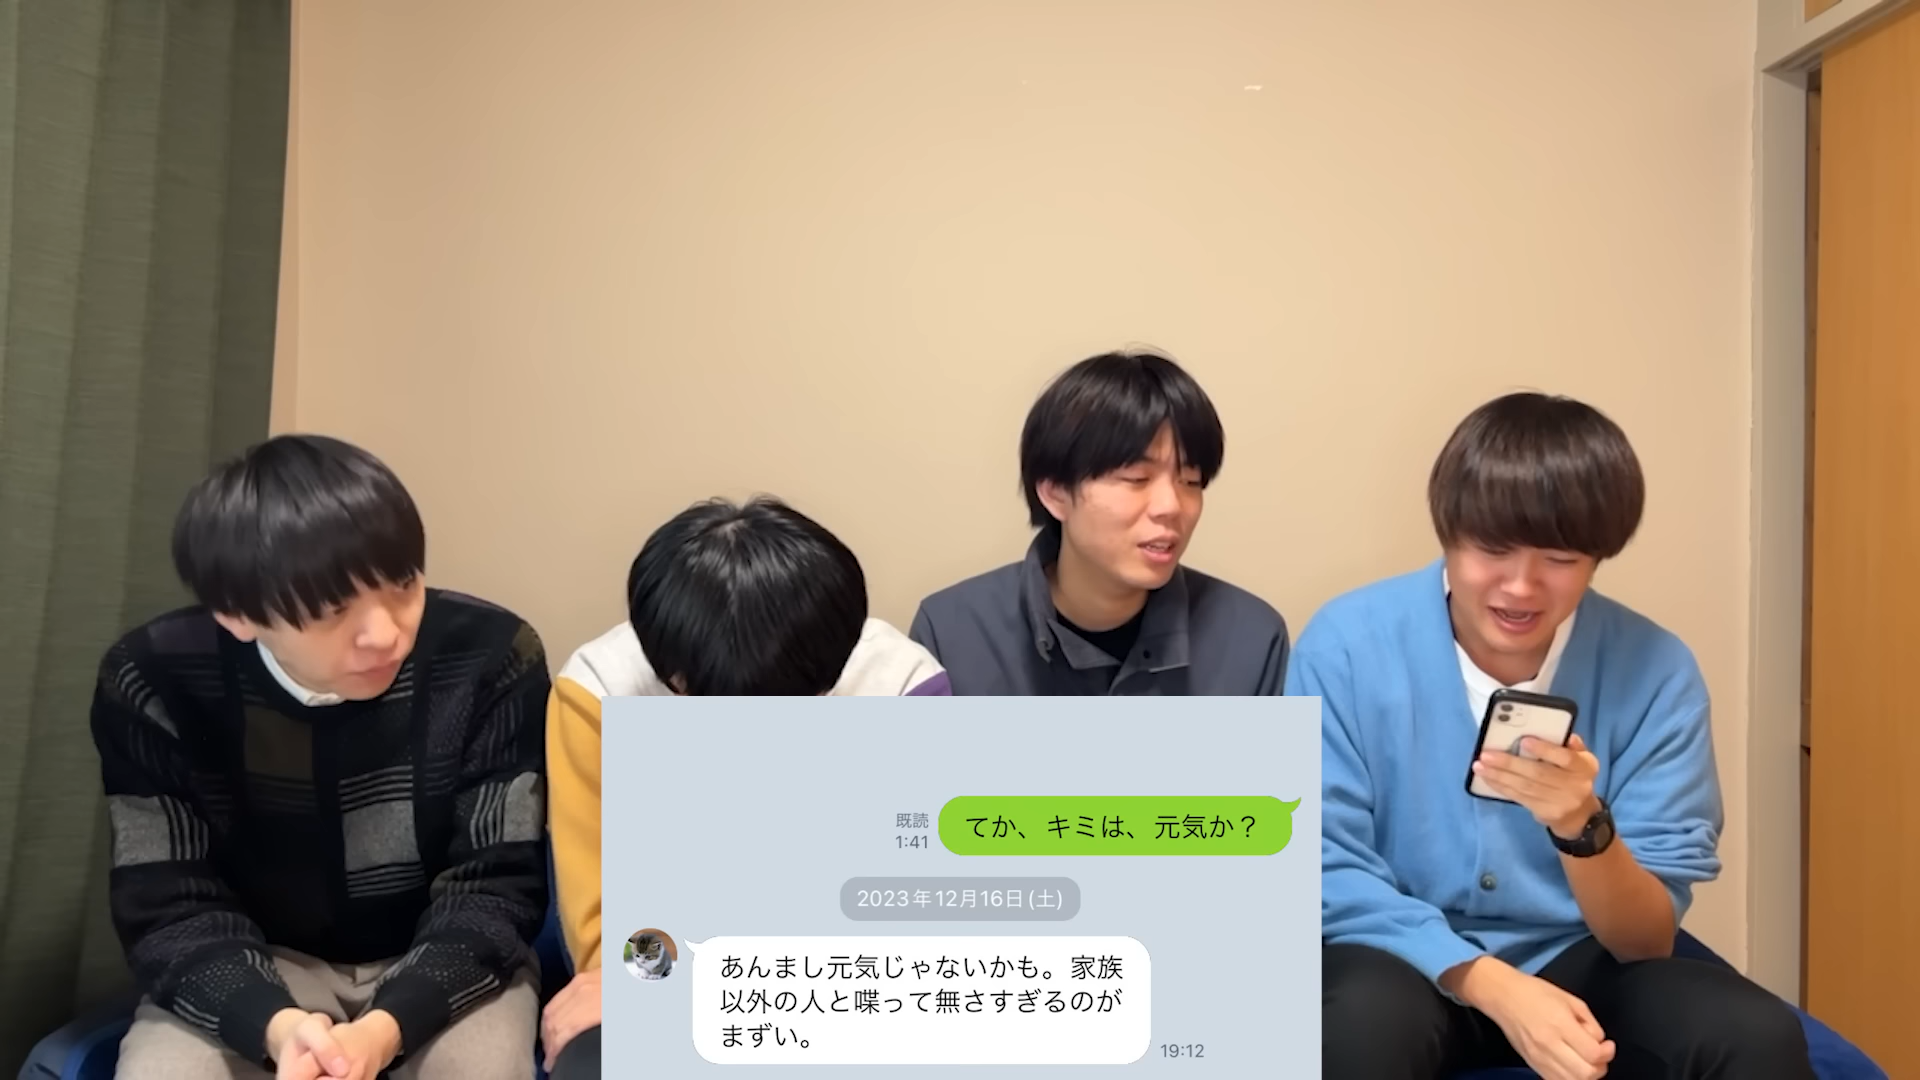 てか、キミは、元気か？
既読
1:41
2023年12月16日(土)
あんまし元気じゃないかも。家族
以外の人と喋って無さすぎるのが
まずい。
19:12